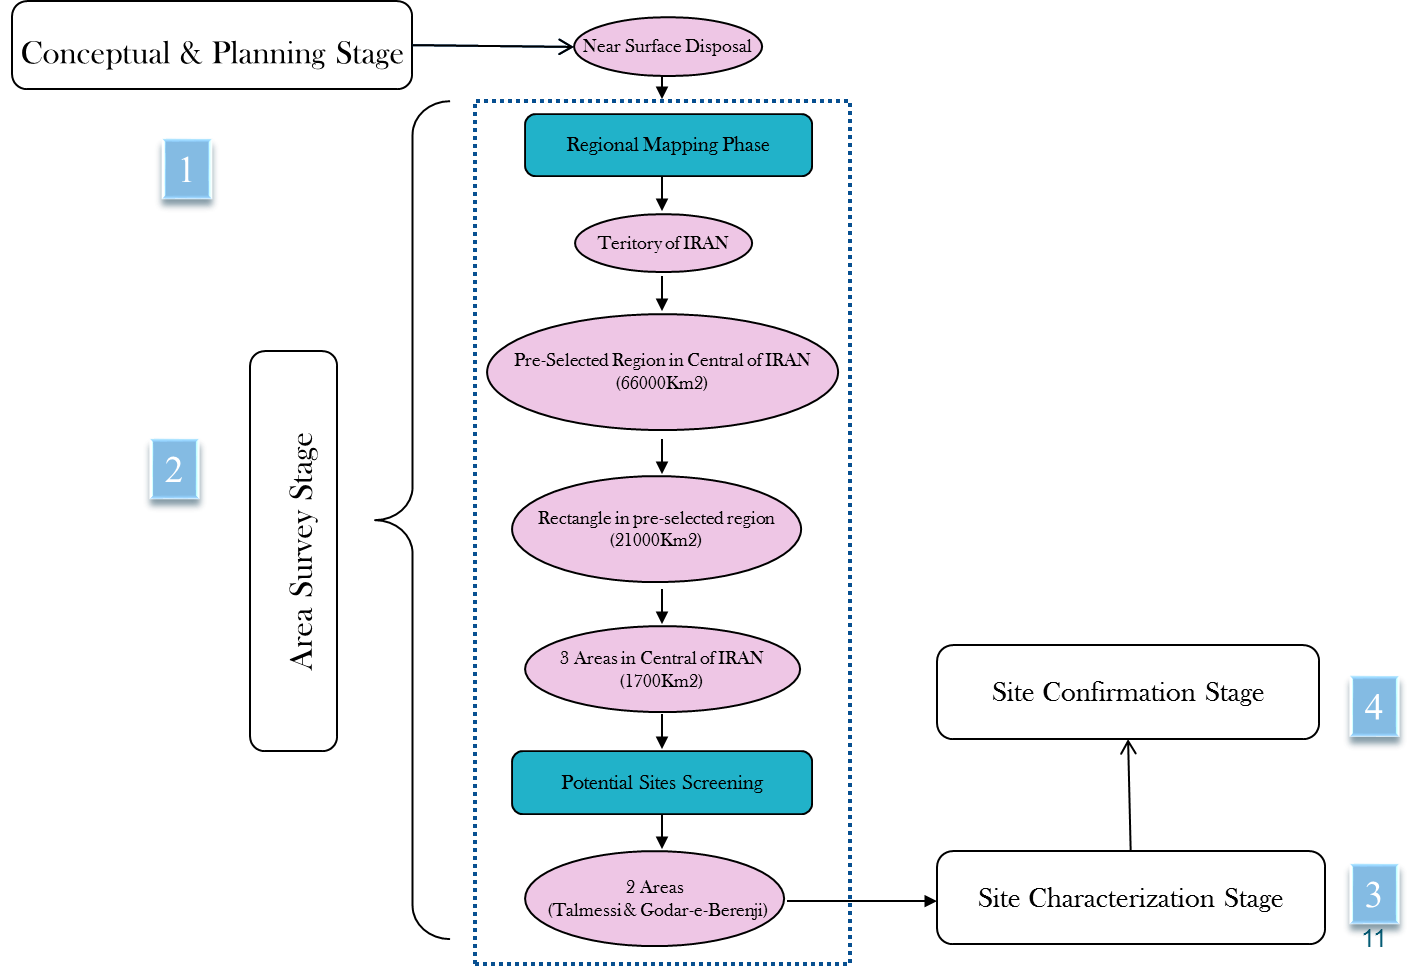 Conceptual & Planning Stage
Near Surface Disposal
1
Regional Mapping Phase
Teritory of IRAN
Pre-Selected Region in Central of IRAN
(66000Km2)
2
Area Survey Stage
Rectangle in pre-selected region
(21000Km2)
3 Areas in Central of IRAN
(1700Km2)
Potential Sites Screening
2 Areas
(Talmessi & Godar-e-Berenji)
Site Confirmation Stage
4
Site Characterization Stage
3
11